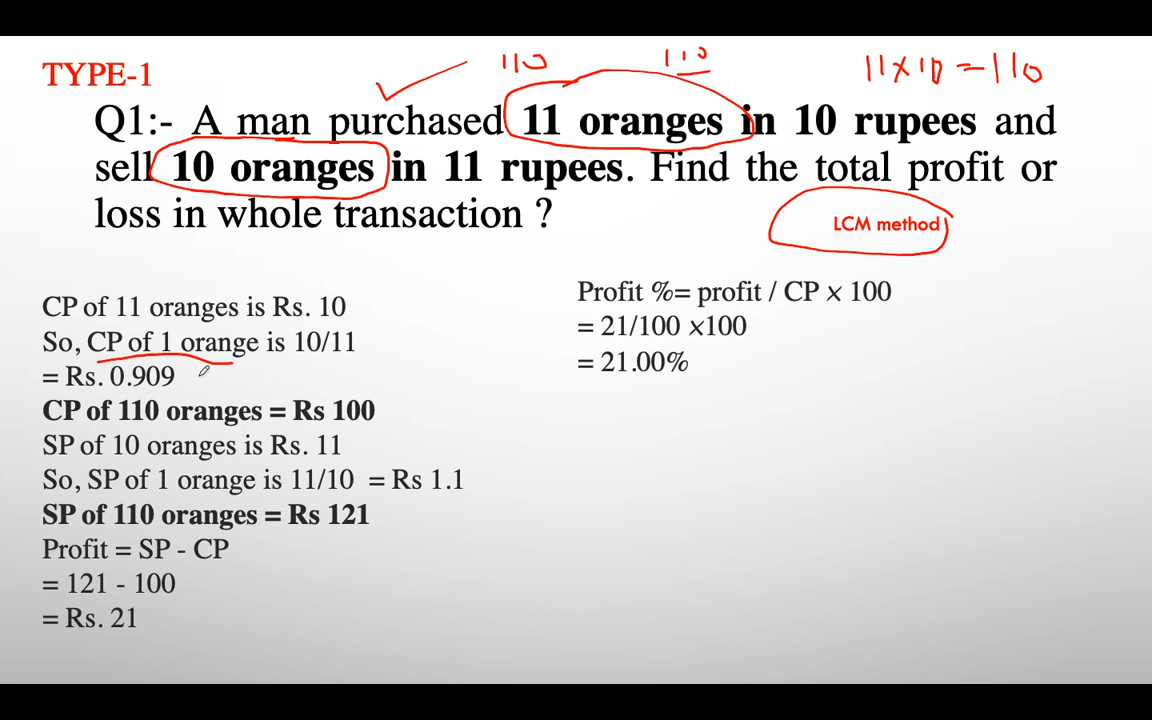 TYPE-1
110 110 11×10=110
Q1:- A man purchased 11 oranges in 10 rupees and
sell 10 oranges in 11 rupees. Find the total profit or
loss in whole transaction ?
LCM method
CP of 11 oranges is Rs. 10
So, CP of 1 orange is 10/11
= Rs. 0.909
CP of 110 oranges = Rs 100
SP of 10 oranges is Rs. 11
So, SP of 1 orange is 11/10 = Rs 1.1
SP of 110 oranges = Rs 121
Profit = SP - CP
= 121 - 100
= Rs. 21
Profit %= profit / CP × 100
= 21/100 ×100
= 21.00%